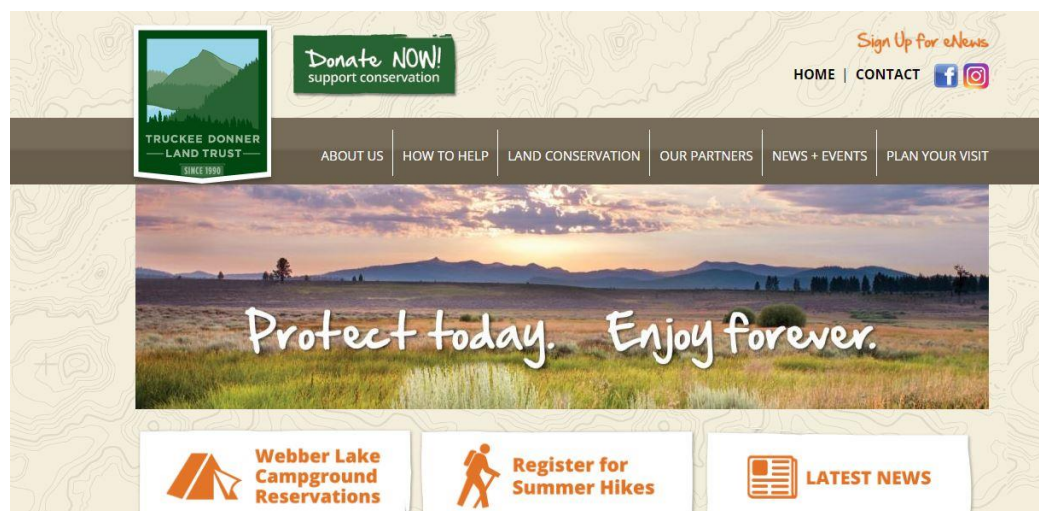 TRUCKEE DONNER
LAND TRUST
SINCE 1990
Donate NOW!
support conservation
Sign Up for eNews
HOME | CONTACT
ABOUT US
HOW TO HELP
LAND CONSERVATION
OUR PARTNERS
NEWS + EVENTS
PLAN YOUR VISIT
Protect today. Enjoy forever.
Webber Lake
Campground
Reservations
Register for
Summer Hikes
LATEST NEWS